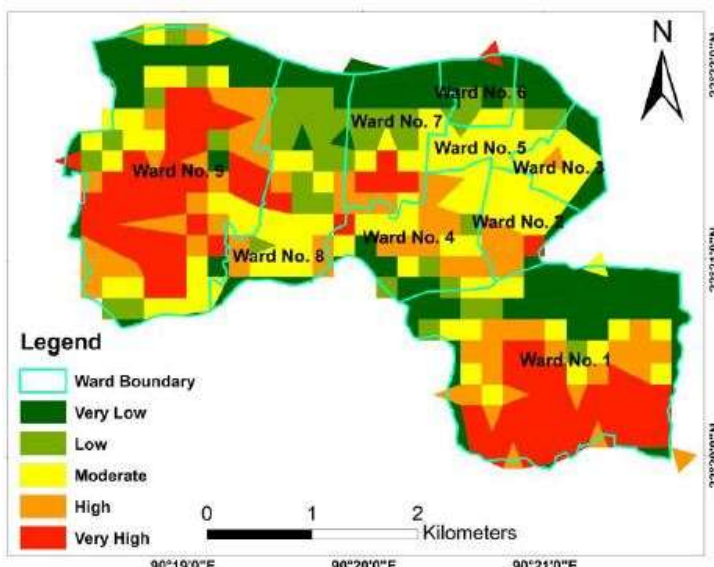 N
Ward No. 6
Ward No. 7
Ward No. 5
Ward No. 3
Ward No. 9
Ward No. 2
Ward No. 4
Ward No. 8
Ward No. 1
Legend
Ward Boundary
Very Low
Low
Moderate
High
Very High
0 1 2
Kilometers
90°19'0"E 90°20'0"E 90°21'0"E